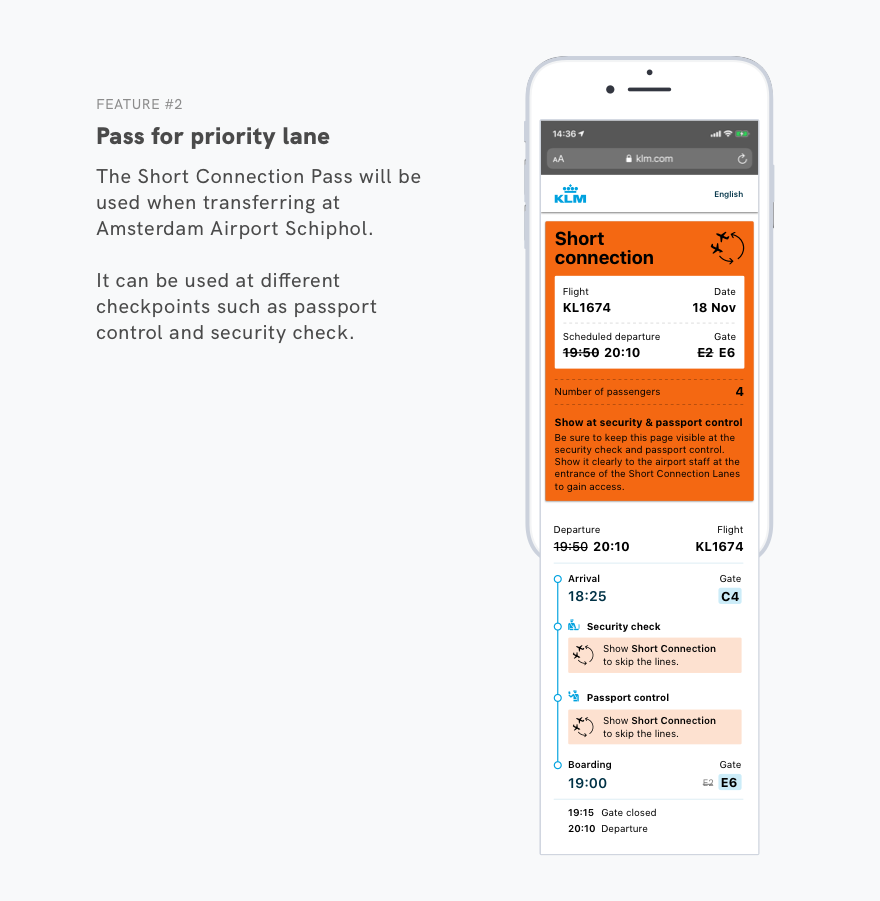 FEATURE #2
Pass for priority lane
The Short Connection Pass will be
used when transferring at
Amsterdam Airport Schiphol.
It can be used at different
checkpoints such as passport
control and security check.
14:36
AA klm.com
KLM English
Short
connection
Flight Date
KL1674 18 Nov
Scheduled departure Gate
19:50 20:10 E2 E6
Number of passengers 4
Show at security & passport control
Be sure to keep this page visible at the
security check and passport control.
Show it clearly to the airport staff at the
entrance of the Short Connection Lanes
to gain access.
Departure Flight
19:50 20:10 KL1674
Arrival Gate
18:25 C4
Security check
Show Short Connection
to skip the lines.
Passport control
Show Short Connection
to skip the lines.
Boarding Gate
19:00 E2 E6
19:15 Gate closed
20:10 Departure